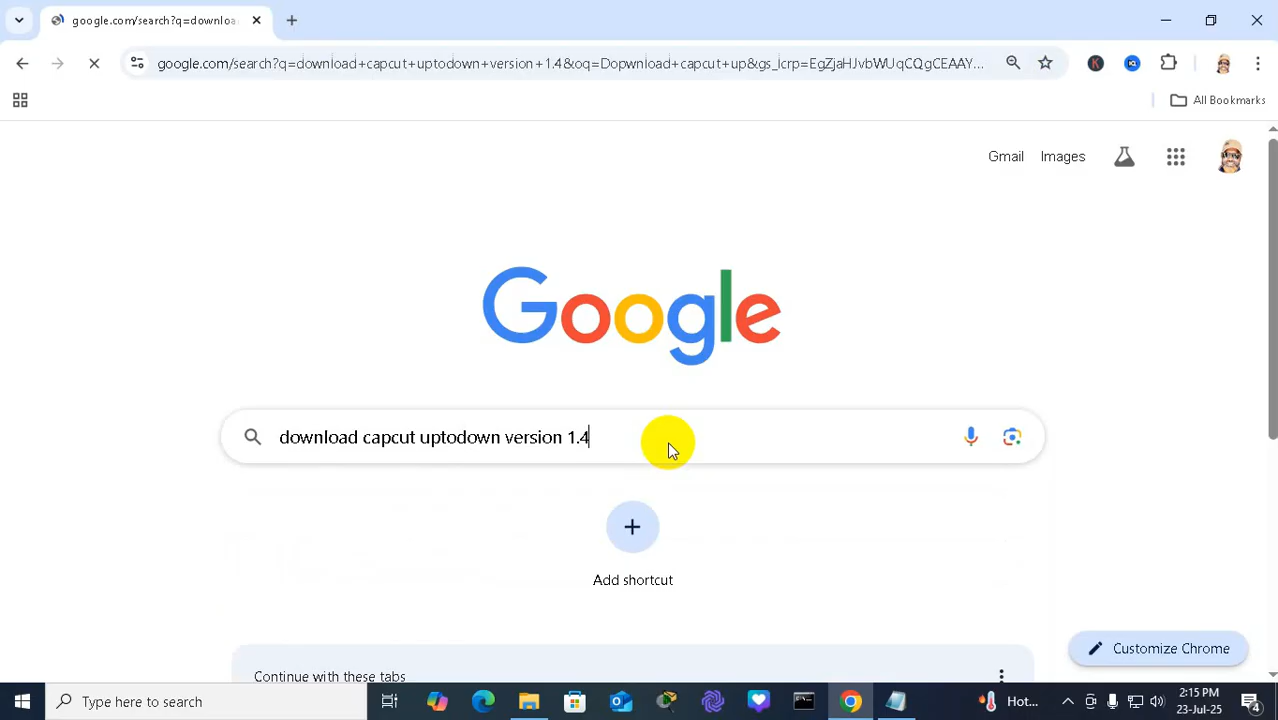 google.com/search?q=downloa
google.com/search?q=download+capcut+uptodown+version+1.4&oq=Dopwnload+capcut+up&gs_lcrp=EgZjaHJvbWUqCQgCEAAY...
All Bookmarks
Gmail Images
Google
download capcut uptodown version 1.4
Add shortcut
Continue with these tabs
Customize Chrome
Type here to search
Hot...
2:15 PM
23-Jul-25
4